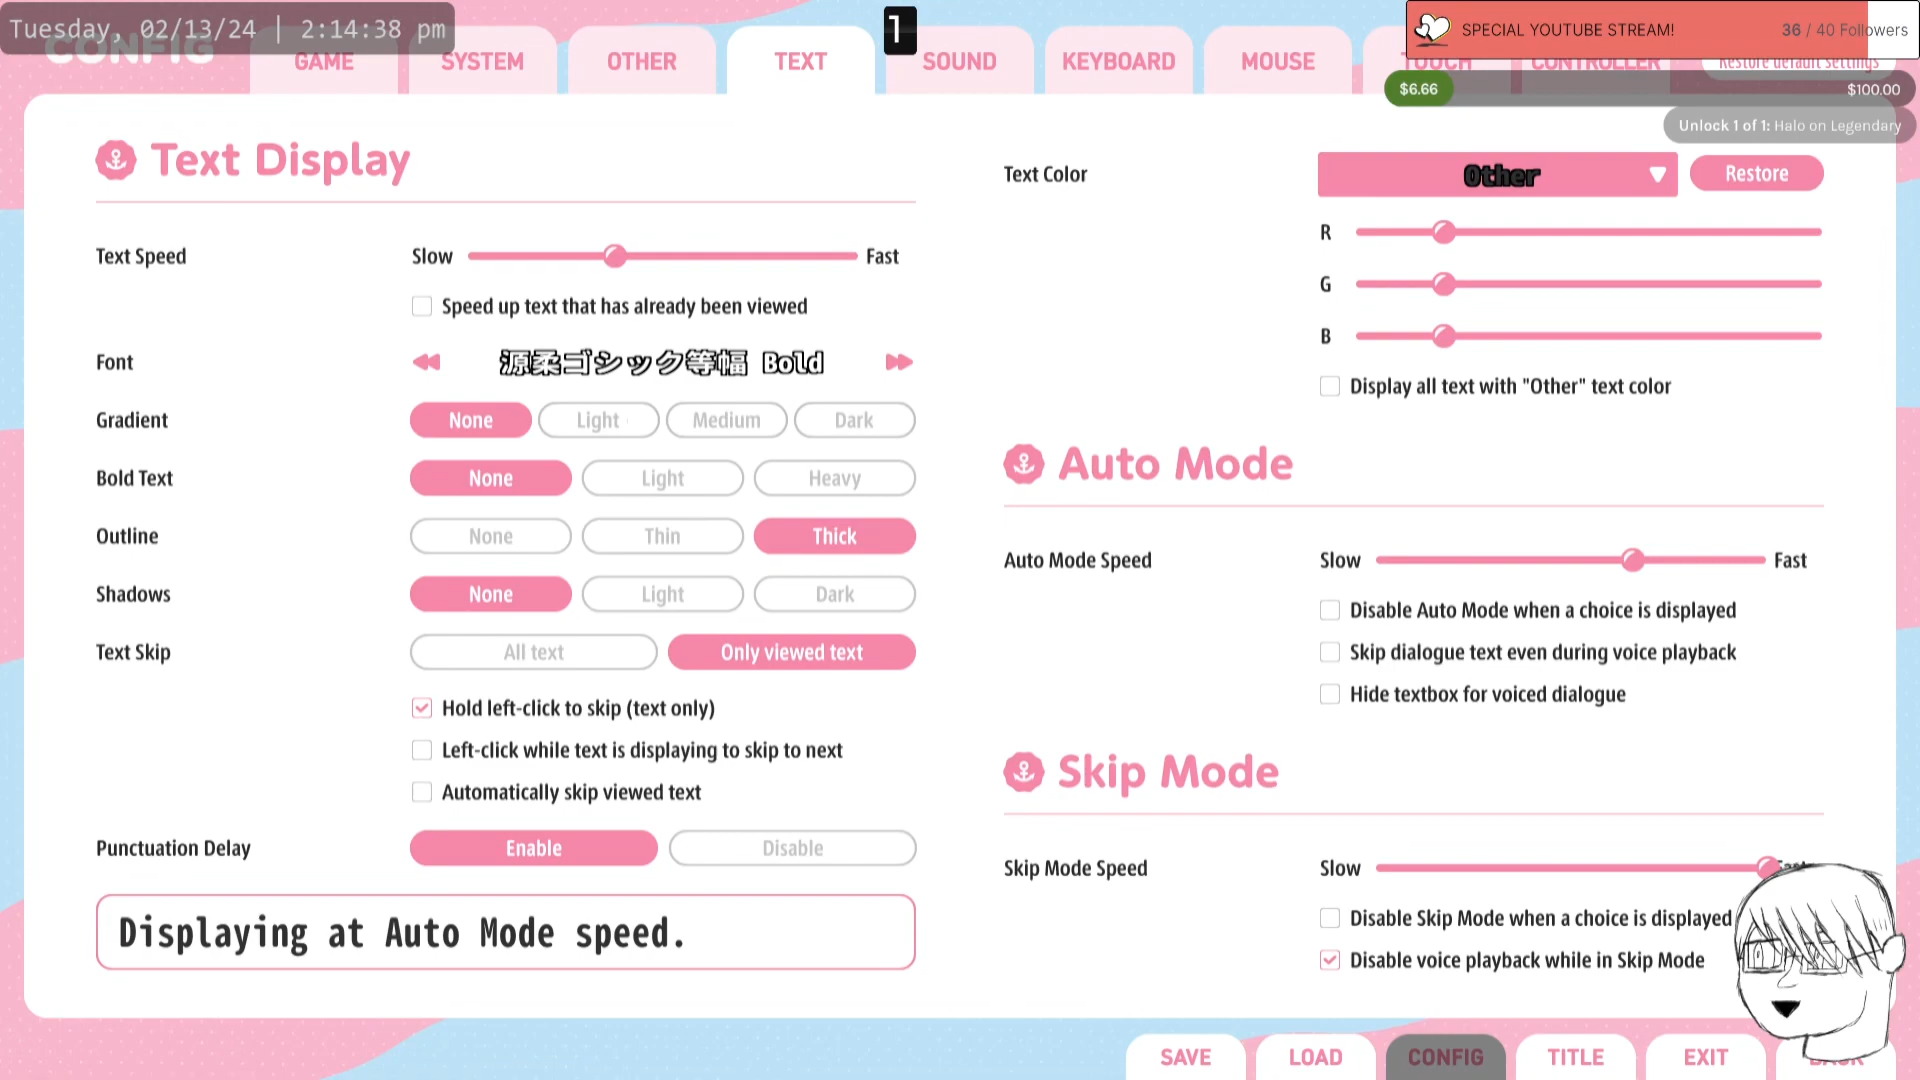 Tuesday, 02/13/24 | 2:14:38 pm
1
SPECIAL YOUTUBE STREAM!
36 / 40 Followers
CONFIG
GAME
SYSTEM
OTHER
TEXT
SOUND
KEYBOARD
MOUSE
TOUCH
CONTROLLER
Restore default settings
$6.66
$100.00
Unlock 1 of 1: Halo on Legendary
Text Display
Text Speed
Slow
Fast
Speed up text that has already been viewed
Font
源柔ゴシック等幅 Bold
Gradient
None
Light
Medium
Dark
Bold Text
None
Light
Heavy
Outline
None
Thin
Thick
Shadows
None
Light
Dark
Text Skip
All text
Only viewed text
Hold left-click to skip (text only)
Left-click while text is displaying to skip to next
Automatically skip viewed text
Punctuation Delay
Enable
Disable
Displaying at Auto Mode speed.
Text Color
Other
Restore
R
G
B
Display all text with "Other" text color
Auto Mode
Auto Mode Speed
Slow
Fast
Disable Auto Mode when a choice is displayed
Skip dialogue text even during voice playback
Hide textbox for voiced dialogue
Skip Mode
Skip Mode Speed
Slow
Fast
Disable Skip Mode when a choice is displayed
Disable voice playback while in Skip Mode
SAVE
LOAD
CONFIG
TITLE
EXIT
BACK